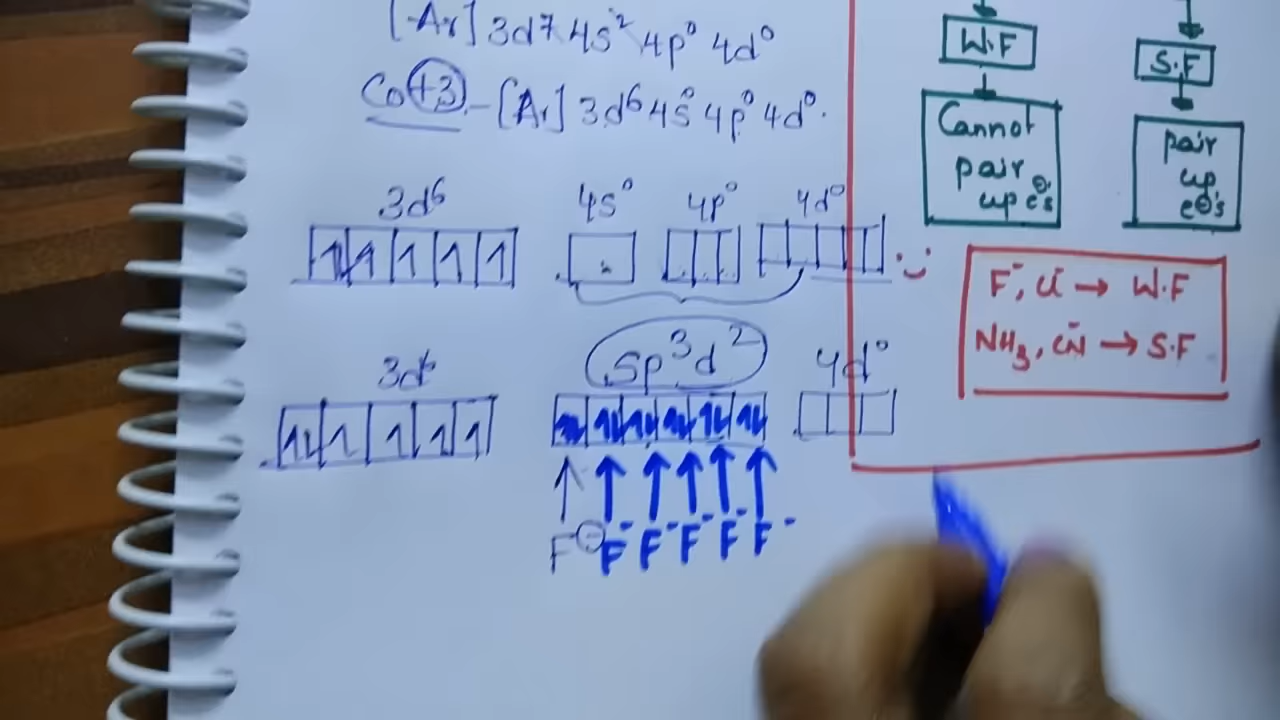 [Ar] 3d⁷ 4s² 4p⁰ 4d⁰
Co+3 - [Ar] 3d⁶ 4s⁰ 4p⁰ 4d⁰.
3d⁶ 4s⁰ 4p⁰ 4d⁰
sp³d²
3d⁶ 4d⁰
F⁻ F⁻ F⁻ F⁻ F⁻ F⁻
W.F
Cannot
pair
up e⊖'s
S.F
pair
up
e⊖'s
F⁻, Cl⁻ → W.F
NH₃, CN⁻ → S.F